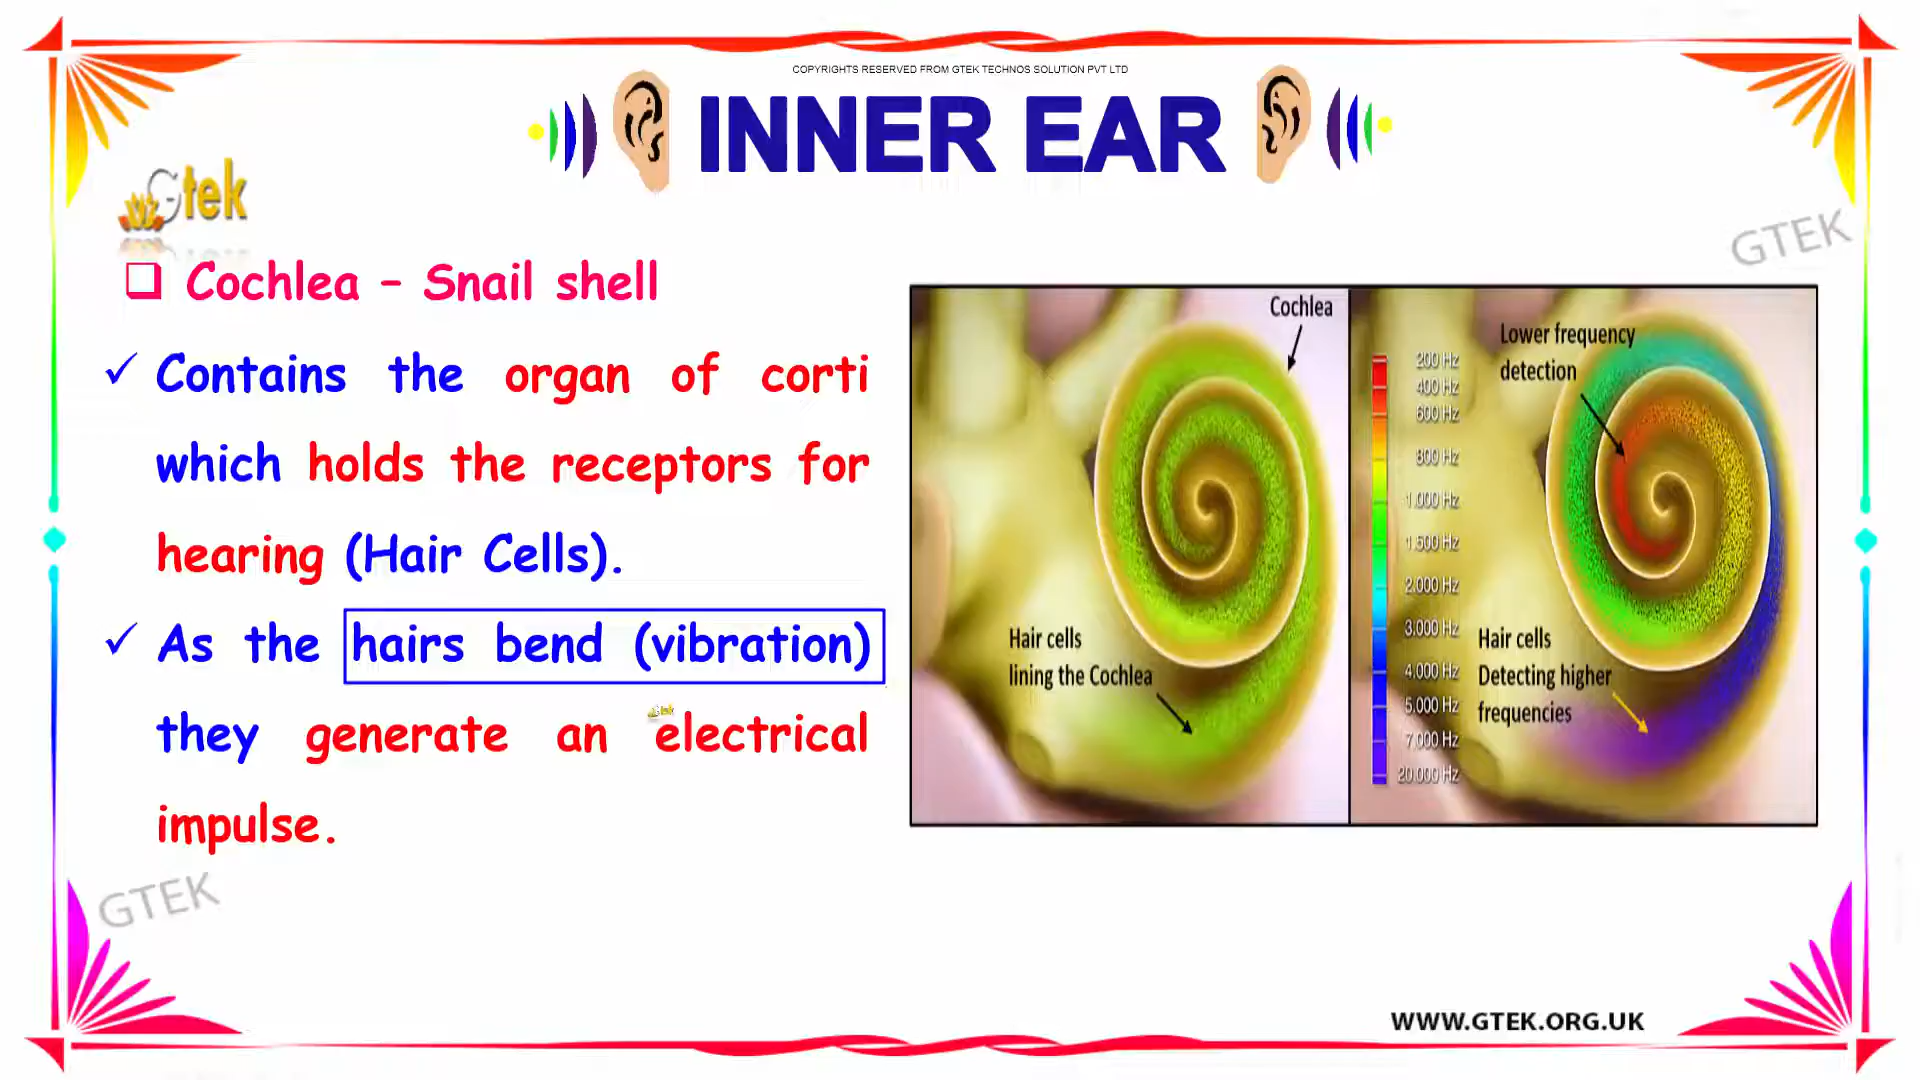 COPYRIGHTS RESERVED FROM GTEK TECHNOS SOLUTION PVT LTD
INNER EAR
Gtek
GTEK
Cochlea – Snail shell
Contains the organ of corti
which holds the receptors for
hearing (Hair Cells).
As the hairs bend (vibration)
they generate an electrical
impulse.
Cochlea
Hair cells
lining the Cochlea
Lower frequency
detection
200 Hz
400 Hz
600 Hz
800 Hz
1.000 Hz
1.500 Hz
2.000 Hz
3.000 Hz
4.000 Hz
5.000 Hz
7.000 Hz
20.000 Hz
Hair cells
Detecting higher
frequencies
GTEK
WWW.GTEK.ORG.UK